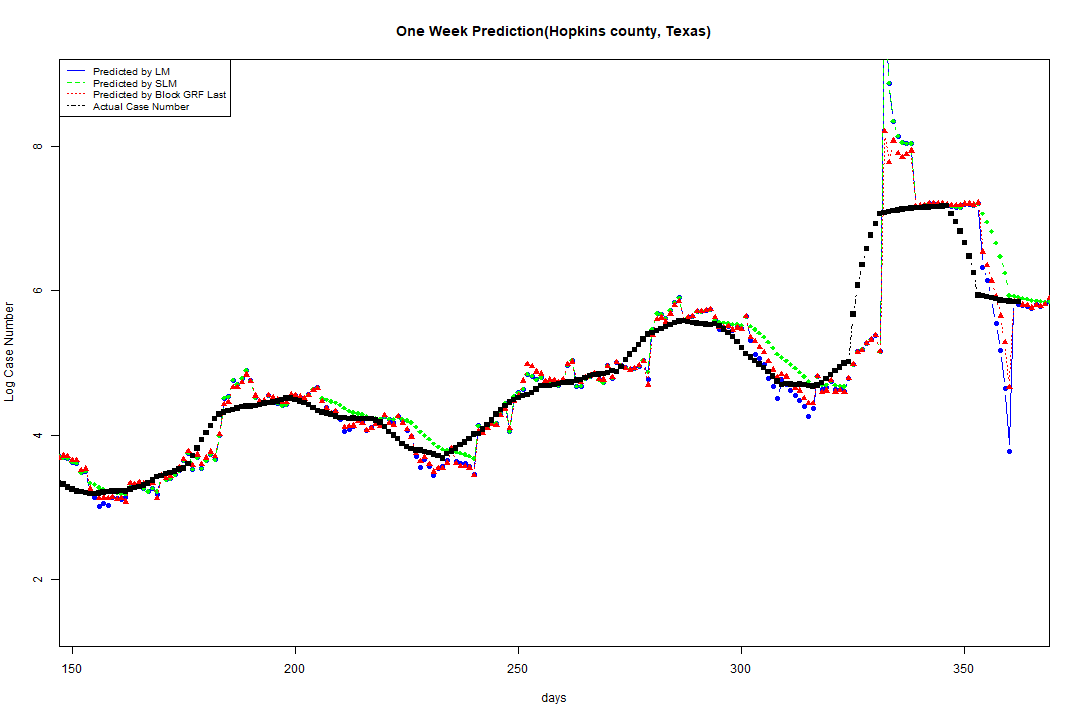 One Week Prediction(Hopkins county, Texas)
Predicted by LM
Predicted by SLM
Predicted by Block GRF Last
Actual Case Number
Log Case Number
8
6
4
2
150 200 250 300 350
days